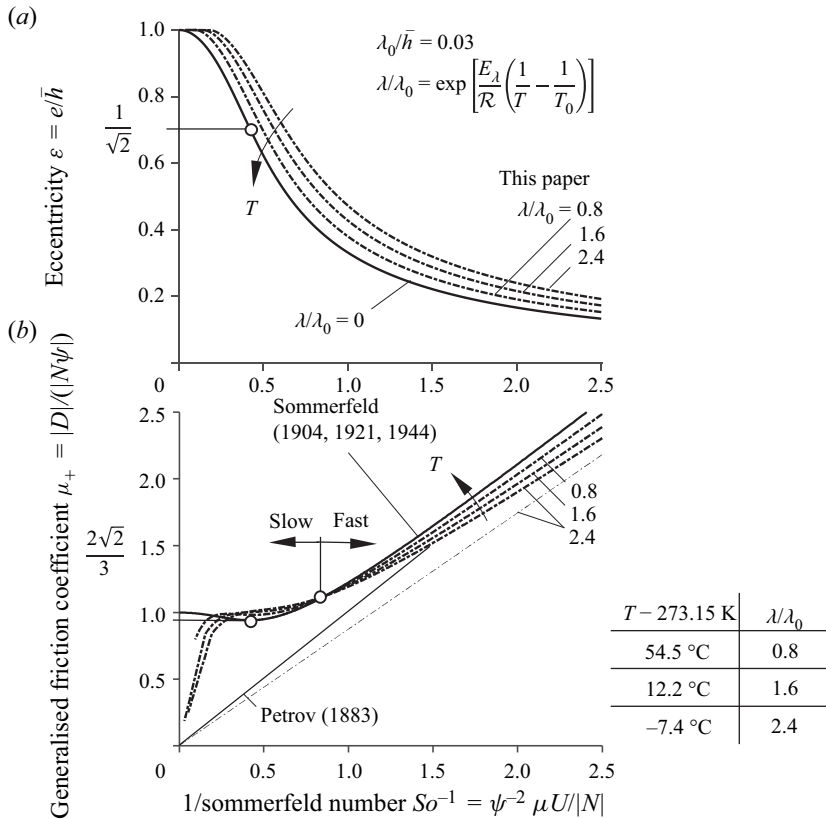 (a)
Eccentricity ε = e/h̄
1.0
0.8
1/√2
0.6
0.4
0.2
0
0.5
1.0
1.5
2.0
2.5
λ₀/h̄ = 0.03
λ/λ₀ = exp [E_λ/ℛ (1/T − 1/T₀)]
T
This paper
λ/λ₀ = 0.8
1.6
2.4
λ/λ₀ = 0
(b)
Generalised friction coefficient μ₊ = |D|/(|Nψ|)
2.5
2.0
1.5
2√2/3
1.0
0.5
0
0.5
1.0
1.5
2.0
2.5
Sommerfeld
(1904, 1921, 1944)
T
0.8
1.6
2.4
Slow
Fast
Petrov (1883)
1/sommerfeld number So⁻¹ = ψ⁻² μU/|N|
T − 273.15 K λ/λ₀
54.5 °C 0.8
12.2 °C 1.6
–7.4 °C 2.4